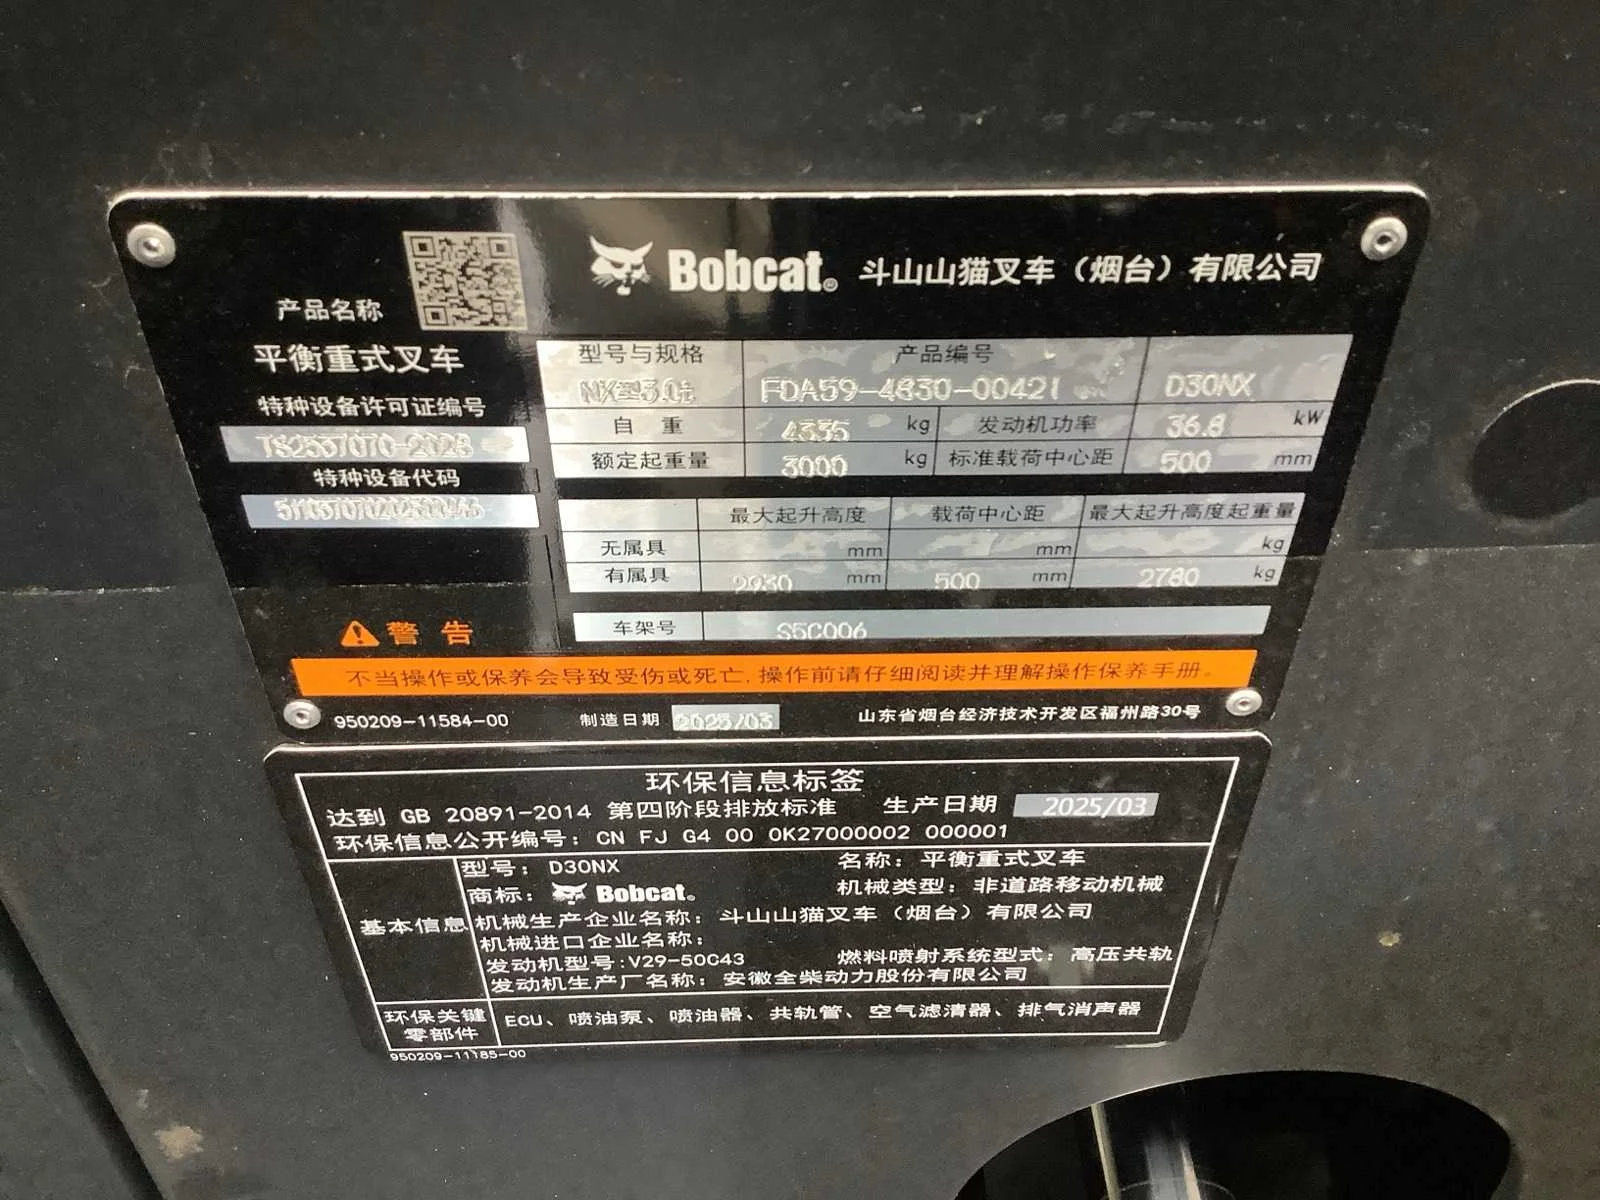 Bobcat® 斗山山猫叉车（烟台）有限公司
产品名称
平衡重式叉车
特种设备许可证编号
特种设备代码
型号与规格 产品编号
FDA59-4830-00421 D30NX
自 重 4335 kg 发动机功率 36.8 kW
额定起重量 3000 kg 标准载荷中心距 500 mm
最大起升高度 载荷中心距 最大起升高度起重量
无属具 mm mm kg
有属具 mm 500 mm 2780 kg
车架号 S5C006
警 告
不当操作或保养会导致受伤或死亡, 操作前请仔细阅读并理解操作保养手册。
950209-11584-00 制造日期 2025/03 山东省烟台经济技术开发区福州路30号
环保信息标签
达到 GB 20891-2014 第四阶段排放标准 生产日期 2025/03
环保信息公开编号：CN FJ G4 00 0K27000002 000001
基本信息
型号：D30NX 名称：平衡重式叉车
商标：Bobcat. 机械类型：非道路移动机械
机械生产企业名称：斗山山猫叉车（烟台）有限公司
机械进口企业名称：
发动机型号:V29-50C43 燃料喷射系统型式：高压共轨
发动机生产厂名称：安徽全柴动力股份有限公司
环保关键
零部件
ECU、喷油泵、喷油器、共轨管、空气滤清器、排气消声器
950209-11185-00